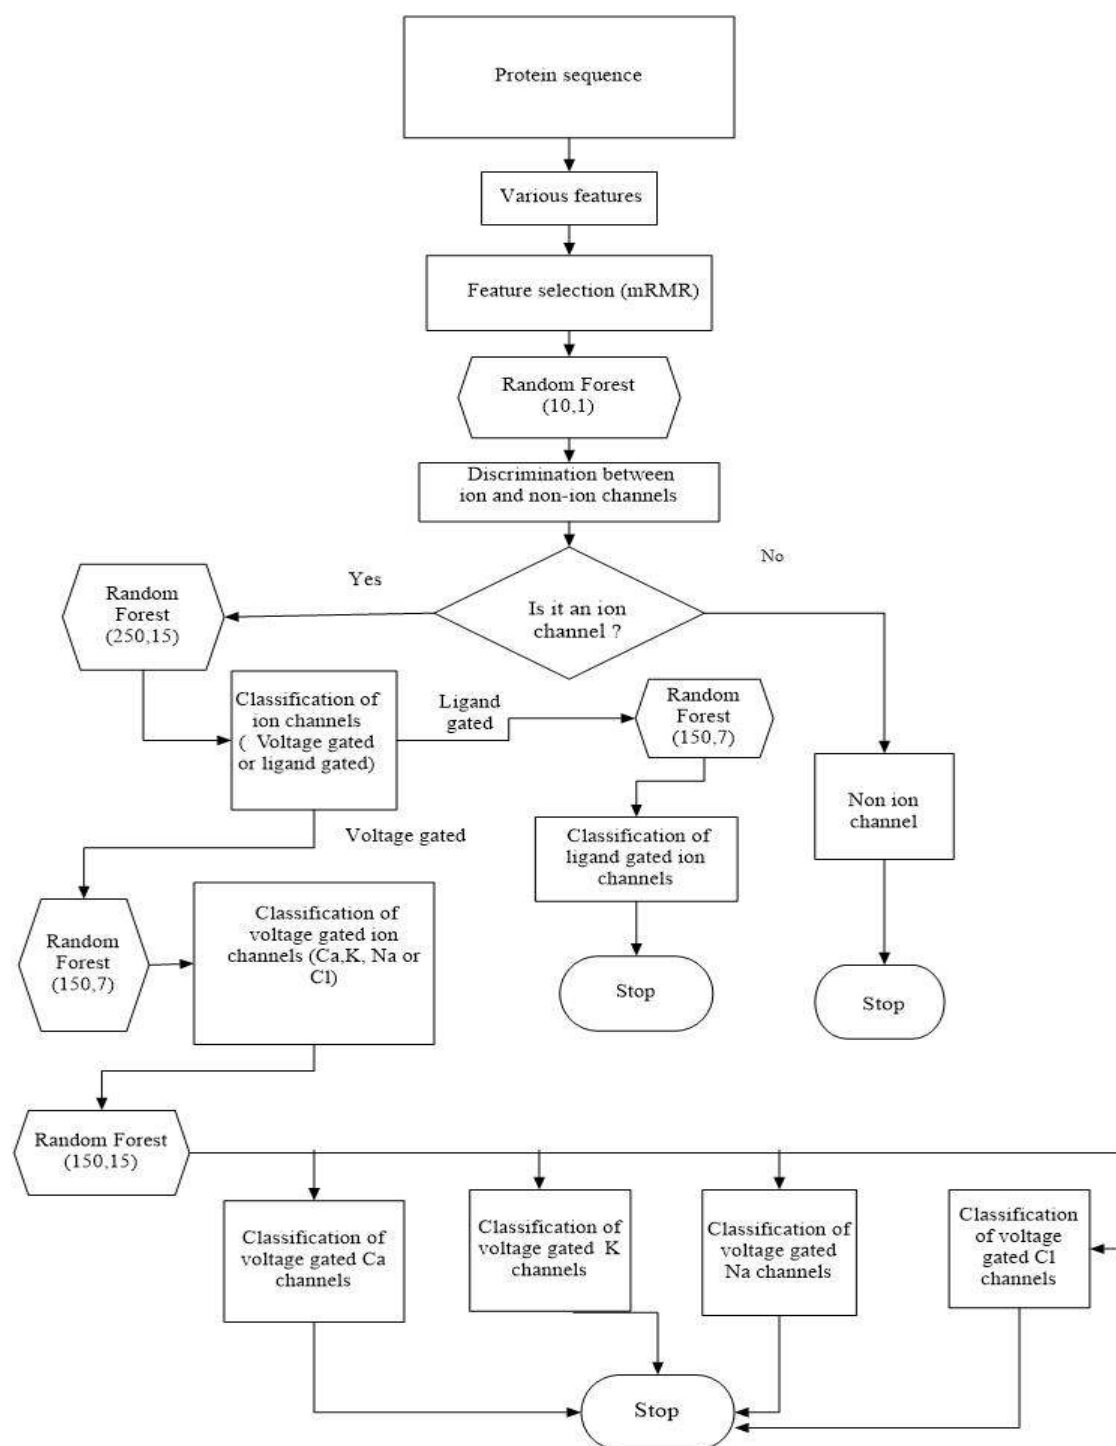 Protein sequence
Various features
Feature selection (mRMR)
Random Forest
(10,1)
Discrimination between
ion and non-ion channels
No
Yes
Is it an ion
channel ?
Random
Forest
(250,15)
Classification of
ion channels
( Voltage gated
or ligand gated)
Ligand
gated
Random
Forest
(150,7)
Non ion
channel
Voltage gated
Classification of
ligand gated ion
channels
Random
Forest
(150,7)
Classification of
voltage gated ion
channels (Ca,K, Na or
Cl)
Stop
Stop
Random Forest
(150,15)
Classification of
voltage gated Ca
channels
Classification of
voltage gated K
channels
Classification of
voltage gated
Na channels
Classification
of voltage
gated Cl
channels
Stop